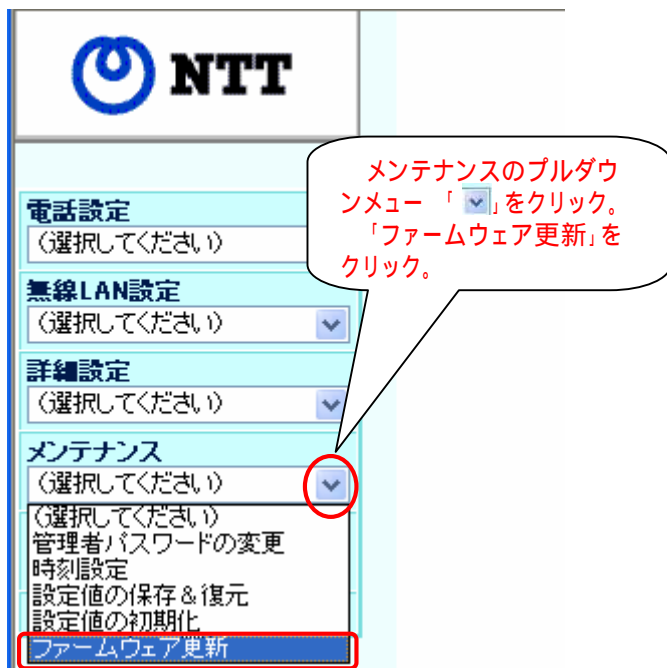 NTT
メンテナンスのプルダウ
ンメュー 「 」をクリック。
「ファームウェア更新」を
クリック。
電話設定
(選択してください)
無線LAN設定
(選択してください)
詳細設定
(選択してください)
メンテナンス
(選択してください)
(選択してください)
管理者パスワードの変更
時刻設定
設定値の保存&復元
設定値の初期化
ファームウェア更新